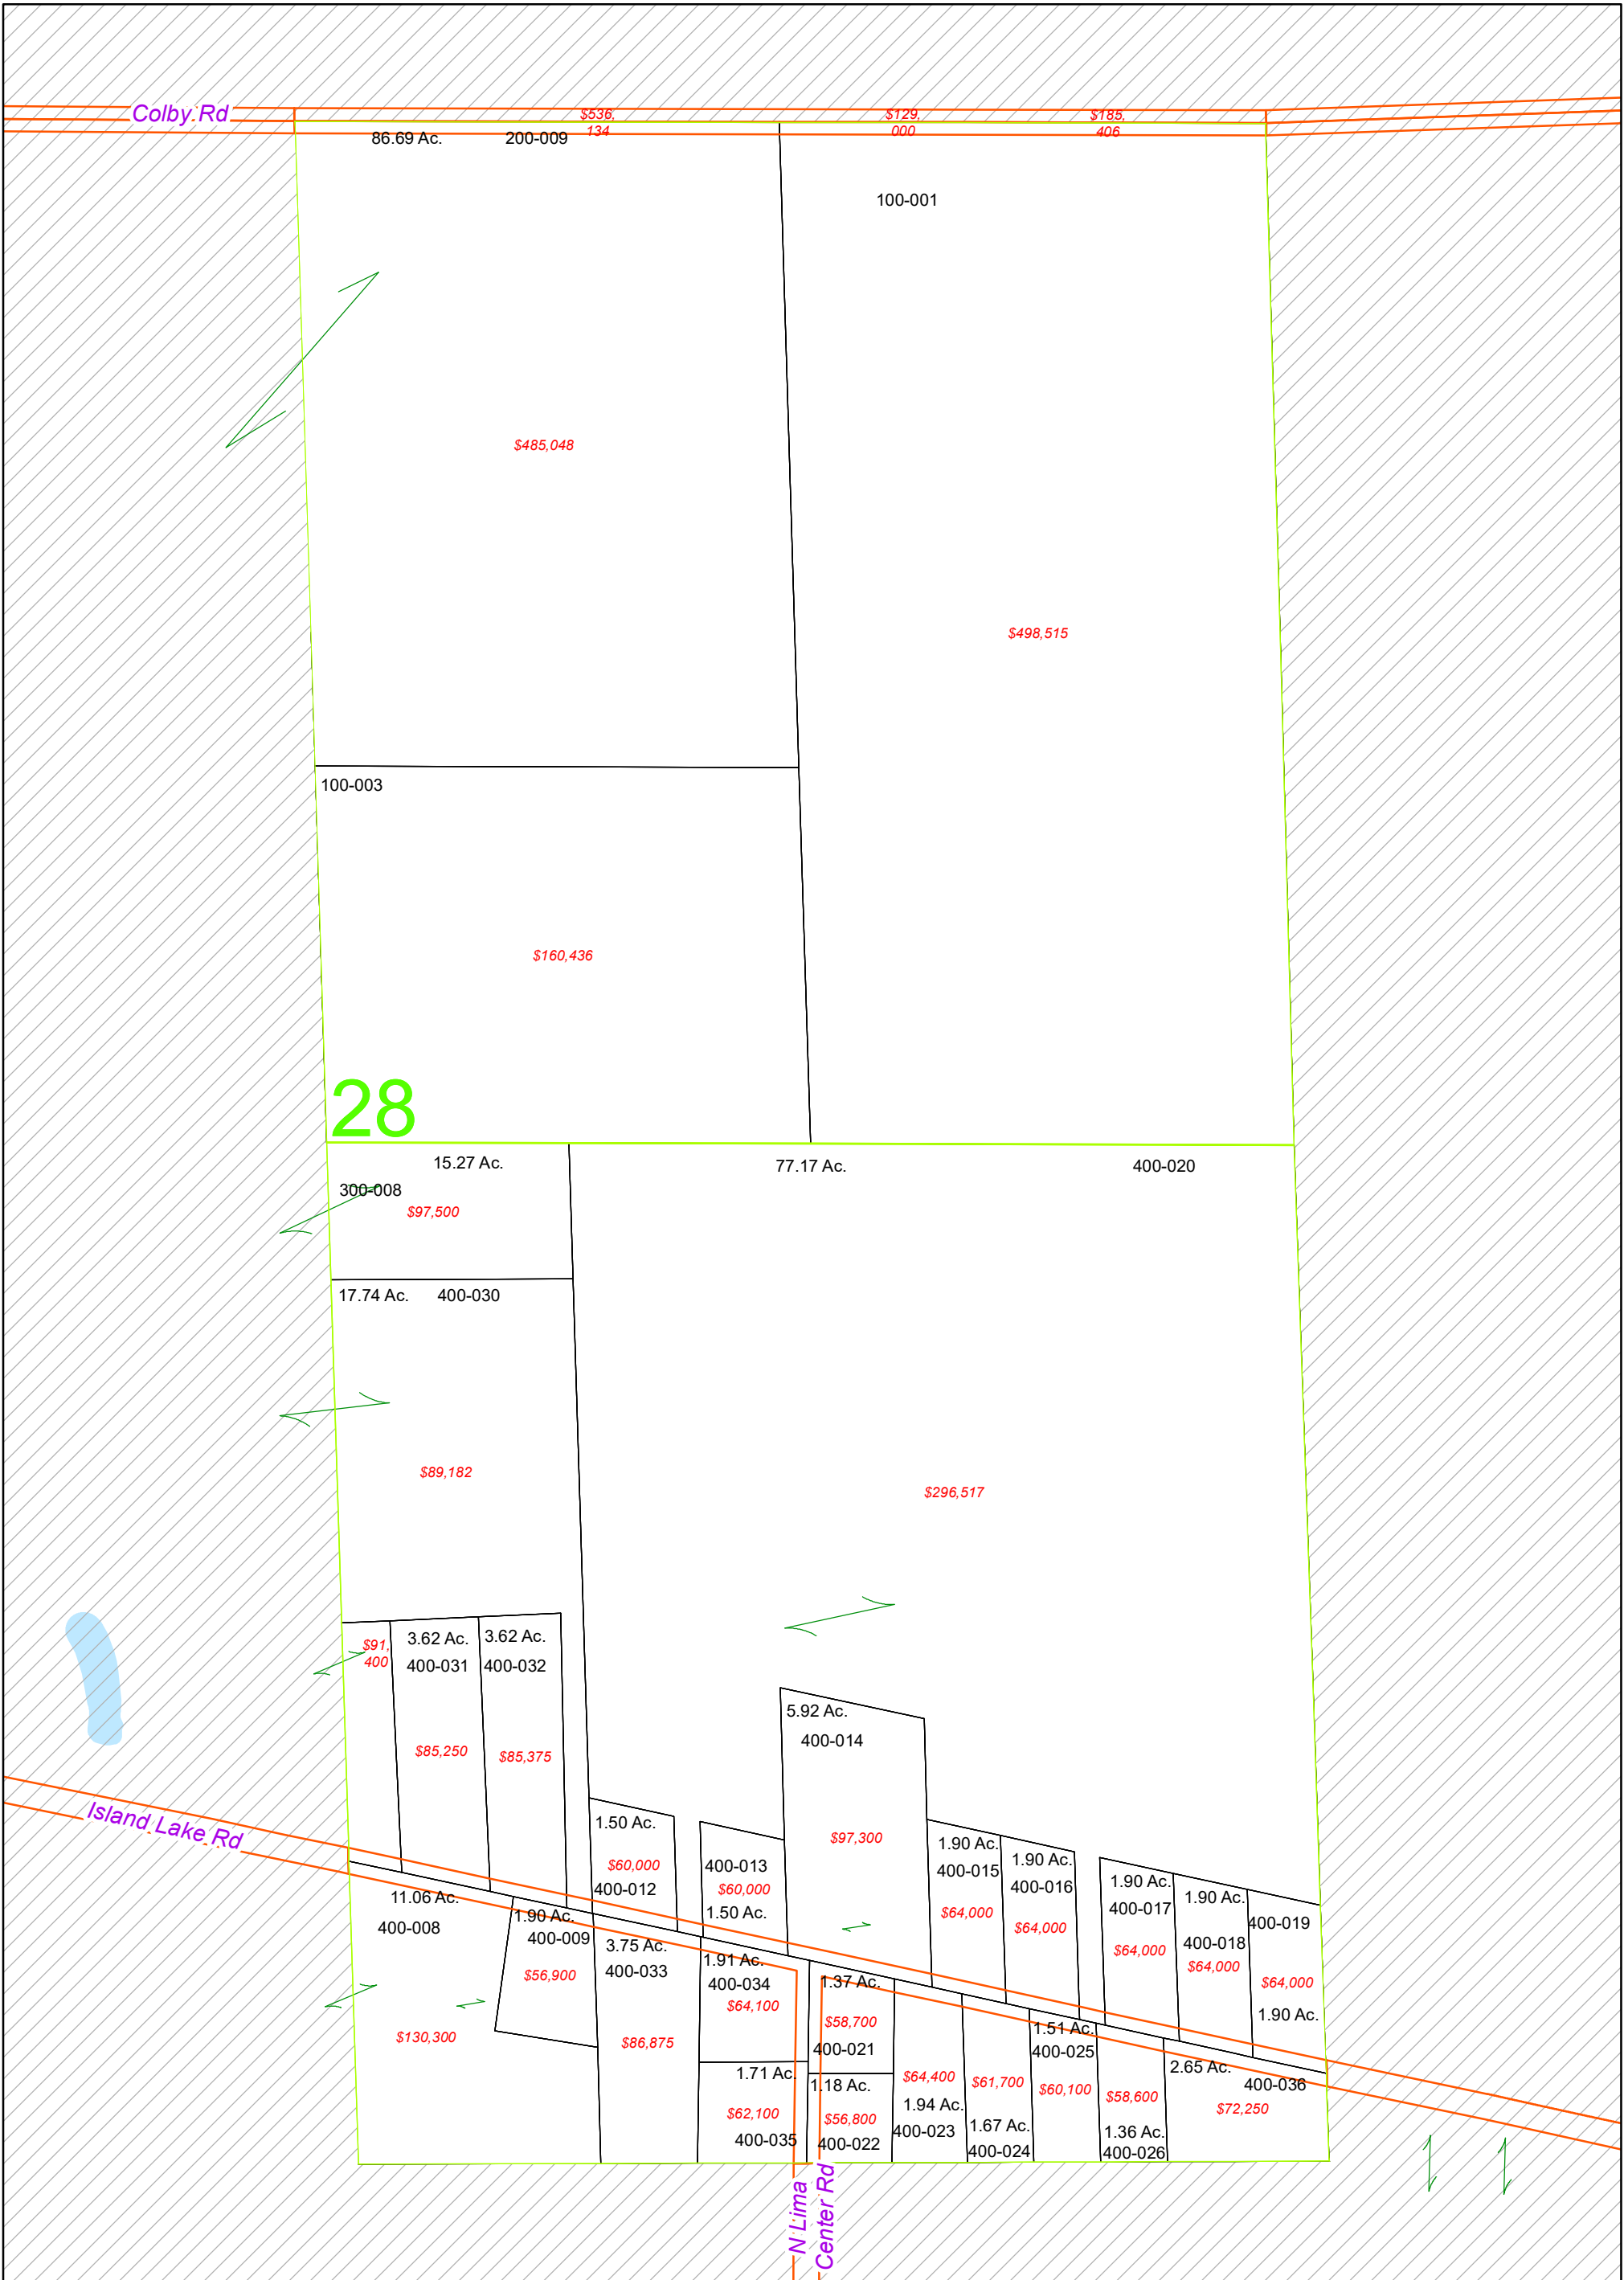 Colby Rd
$536,
134
$129,
000
$185,
406
86.69 Ac.
200-009
100-001
$485,048
$498,515
100-003
$160,436
28
15.27 Ac.
77.17 Ac.
400-020
300-008
$97,500
17.74 Ac.
400-030
$89,182
$296,517
$91,
400
3.62 Ac.
400-031
3.62 Ac.
400-032
$85,250
$85,375
5.92 Ac.
400-014
$97,300
Island Lake Rd
1.50 Ac.
$60,000
400-012
400-013
$60,000
1.50 Ac.
1.90 Ac.
400-015
$64,000
1.90 Ac.
400-016
$64,000
1.90 Ac.
400-017
$64,000
1.90 Ac.
400-018
$64,000
400-019
$64,000
1.90 Ac.
11.06 Ac.
400-008
$130,300
1.90 Ac.
400-009
$56,900
3.75 Ac.
400-033
$86,875
1.91 Ac.
400-034
$64,100
1.71 Ac.
$62,100
400-035
1.37 Ac.
$58,700
400-021
1.18 Ac.
$56,800
400-022
$64,400
1.94 Ac.
400-023
$61,700
1.67 Ac.
400-024
1.51 Ac.
400-025
$60,100
$58,600
1.36 Ac.
400-026
2.65 Ac.
400-036
$72,250
N Lima
Center Rd